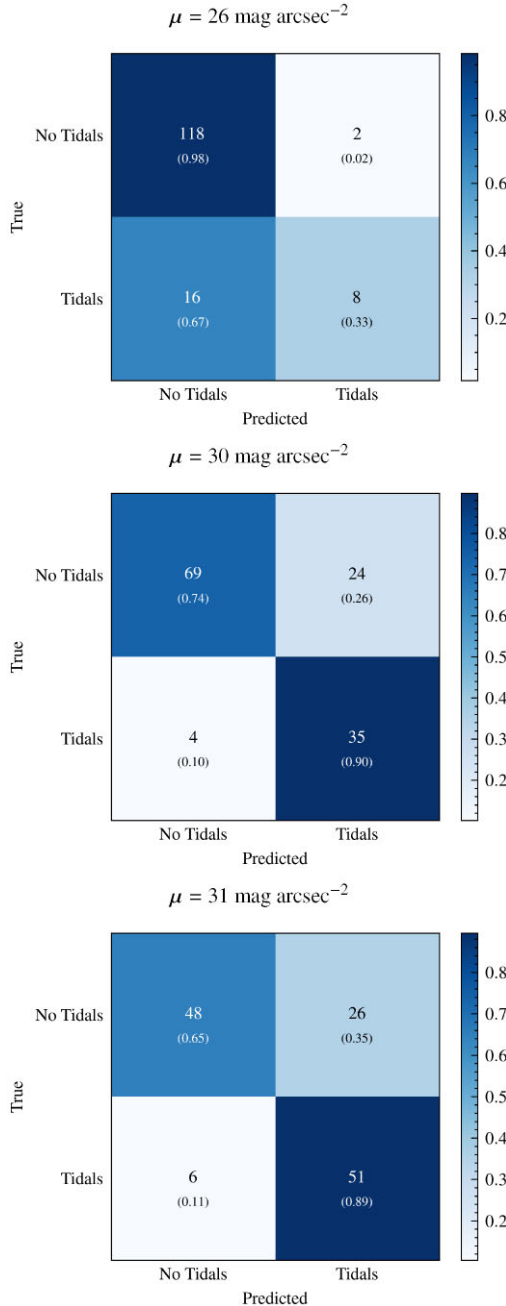 μ = 26 mag arcsec⁻²
No Tidals
118
2
(0.98)
(0.02)
0.8
0.6
0.4
0.2
True
Tidals
16
8
(0.67)
(0.33)
No Tidals
Tidals
Predicted
μ = 30 mag arcsec⁻²
No Tidals
69
24
(0.74)
(0.26)
0.8
0.7
0.6
0.5
0.4
0.3
0.2
True
Tidals
4
35
(0.10)
(0.90)
No Tidals
Tidals
Predicted
μ = 31 mag arcsec⁻²
No Tidals
48
26
(0.65)
(0.35)
0.8
0.7
0.6
0.5
0.4
0.3
0.2
True
Tidals
6
51
(0.11)
(0.89)
No Tidals
Tidals
Predicted